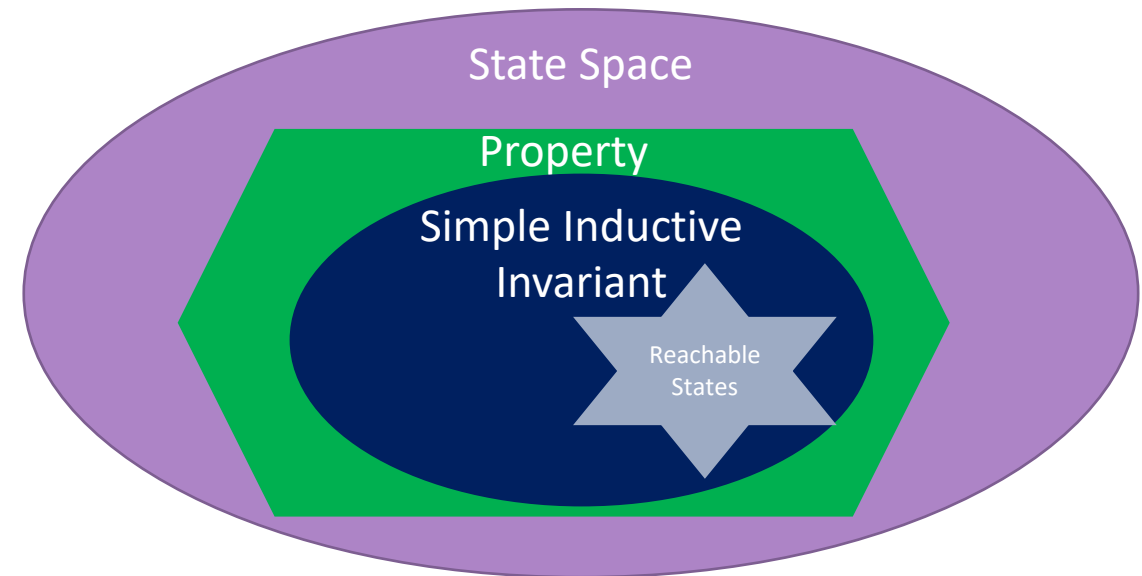 State Space
Property
Simple Inductive
Invariant
Reachable
States